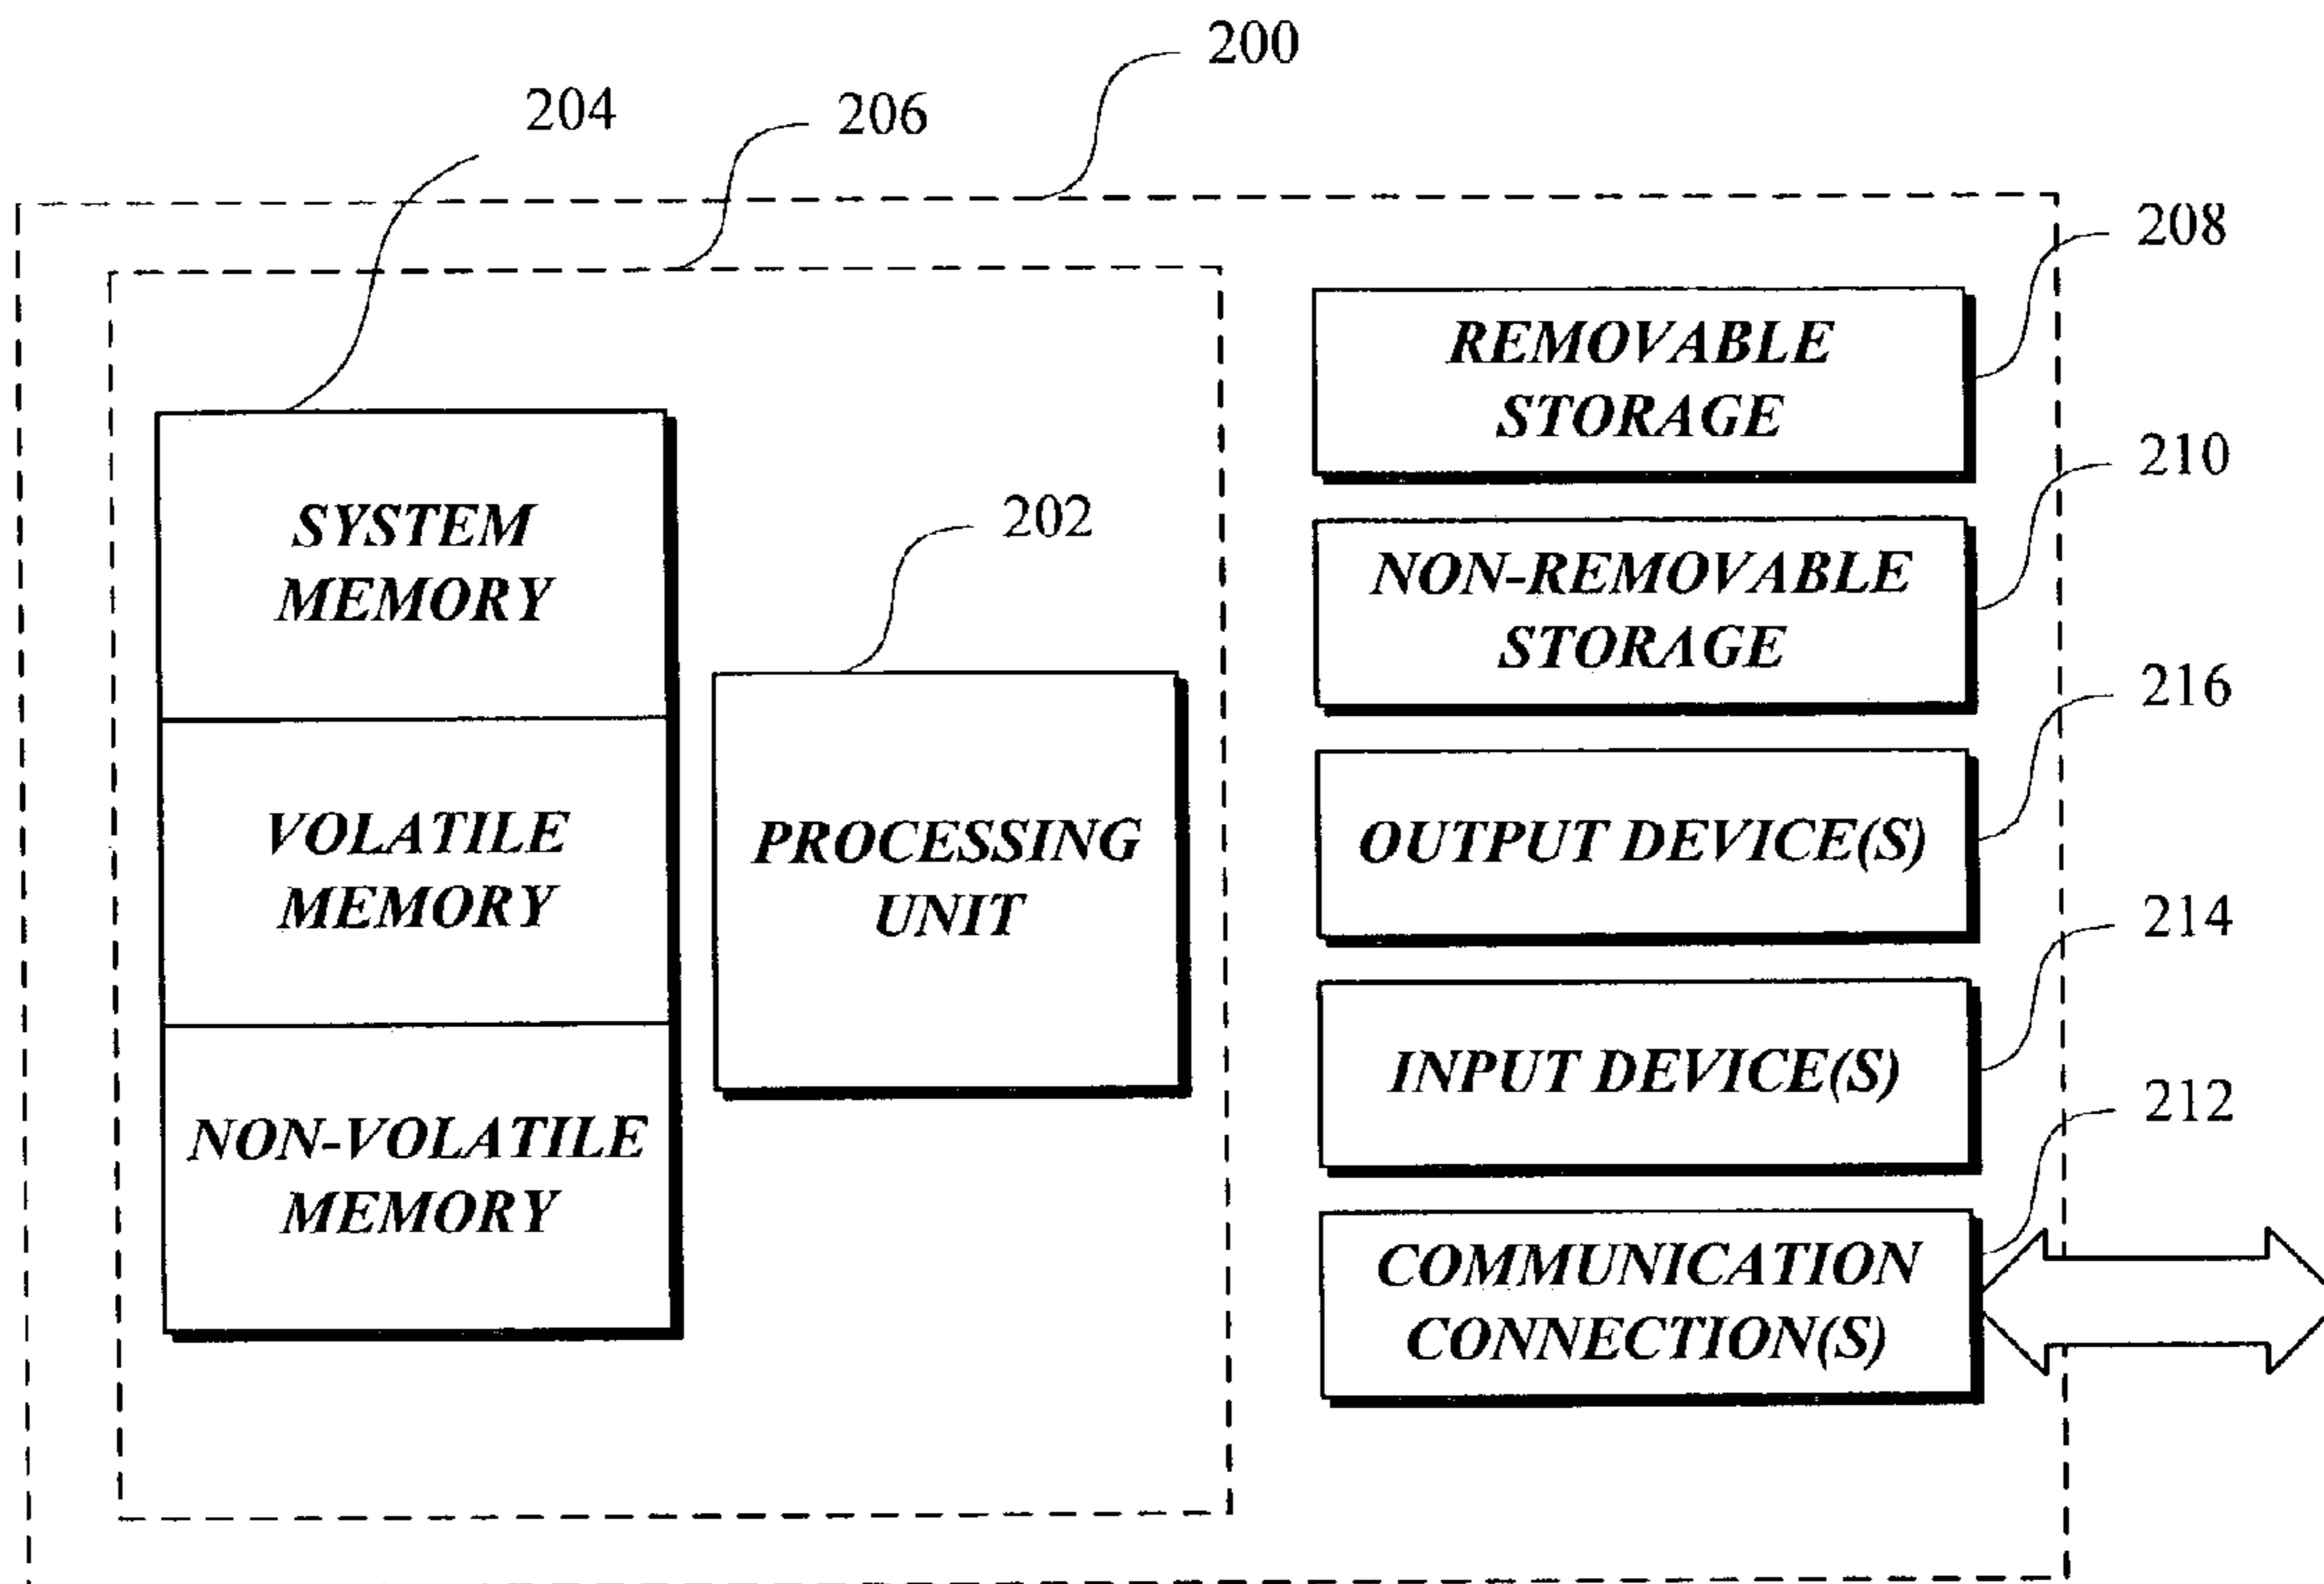 200
204
206
208
REMOVABLE
STORAGE
210
SYSTEM
MEMORY
202
NON-REMOVABLE
STORAGE
216
VOLATILE
MEMORY
PROCESSING
UNIT
OUTPUT DEVICE(S)
214
INPUT DEVICE(S)
212
NON-VOLATILE
MEMORY
COMMUNICATION
CONNECTION(S)